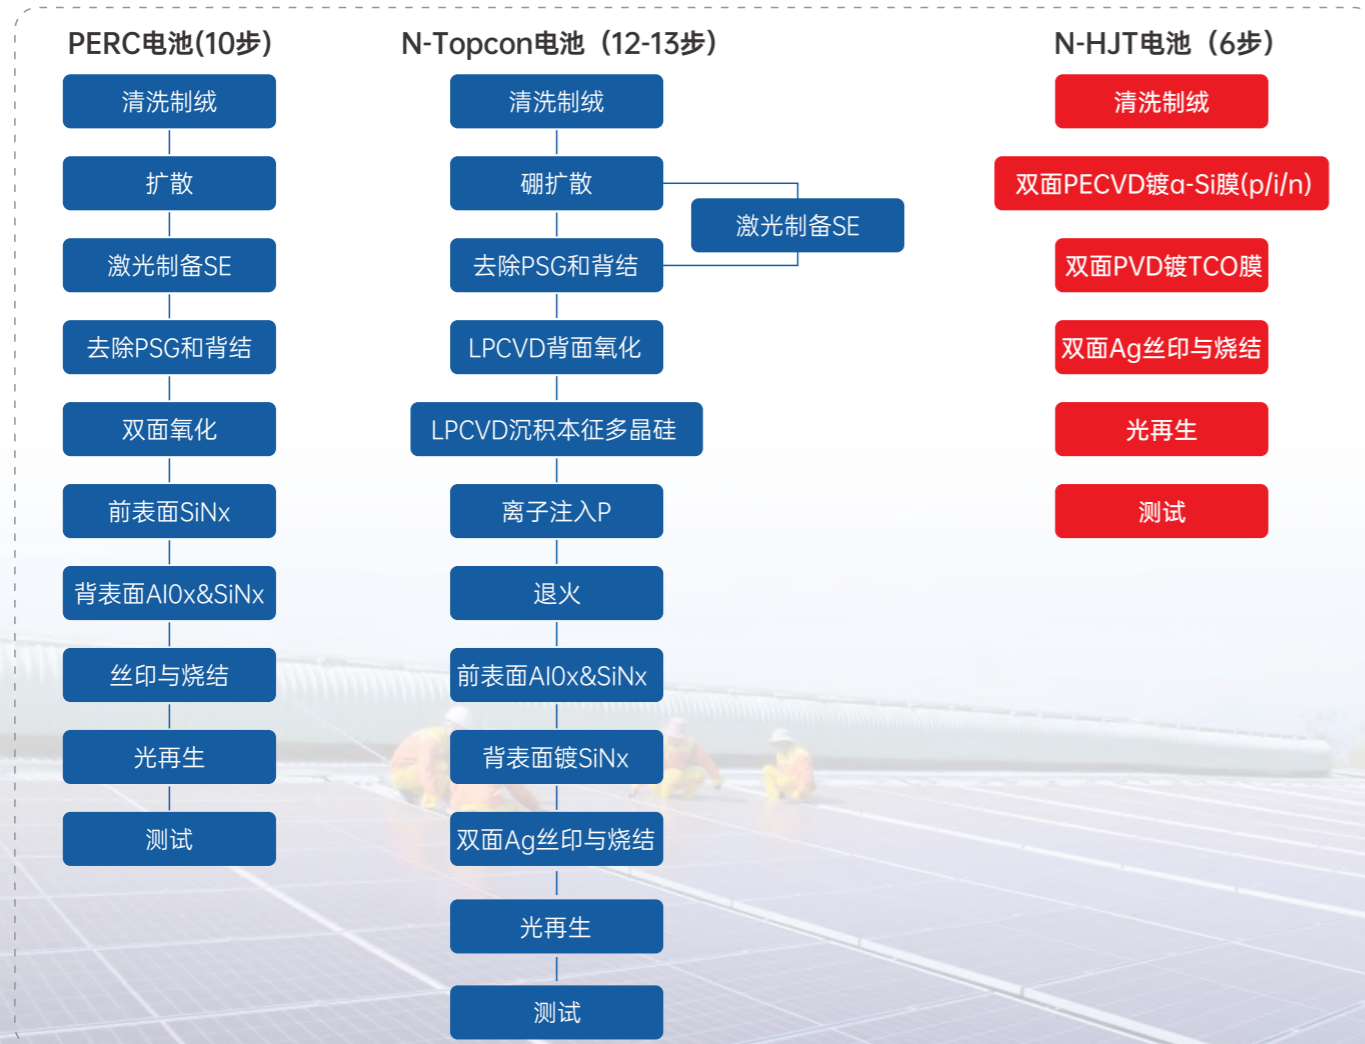 PERC电池(10步)
清洗制绒
扩散
激光制备SE
去除PSG和背结
双面氧化
前表面SiNx
背表面Al0x&SiNx
丝印与烧结
光再生
测试
N-Topcon电池（12-13步）
清洗制绒
硼扩散
激光制备SE
去除PSG和背结
LPCVD背面氧化
LPCVD沉积本征多晶硅
离子注入P
退火
前表面Al0x&SiNx
背表面镀SiNx
双面Ag丝印与烧结
光再生
测试
N-HJT电池（6步）
清洗制绒
双面PECVD镀ɑ-Si膜(p/i/n)
双面PVD镀TCO膜
双面Ag丝印与烧结
光再生
测试